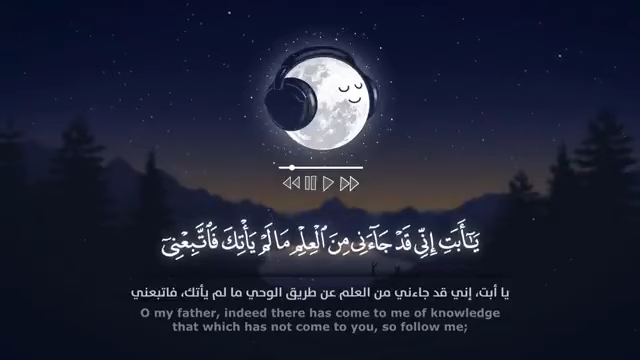 يَٰٓأَبَتِ إِنِّى قَدْ جَآءَنِى مِنَ ٱلْعِلْمِ مَا لَمْ يَأْتِكَ فَٱتَّبِعْنِىٓ
يا أبت، إني قد جاءني من العلم عن طريق الوحي ما لم يأتك، فاتبعني
O my father, indeed there has come to me of knowledge
that which has not come to you, so follow me;